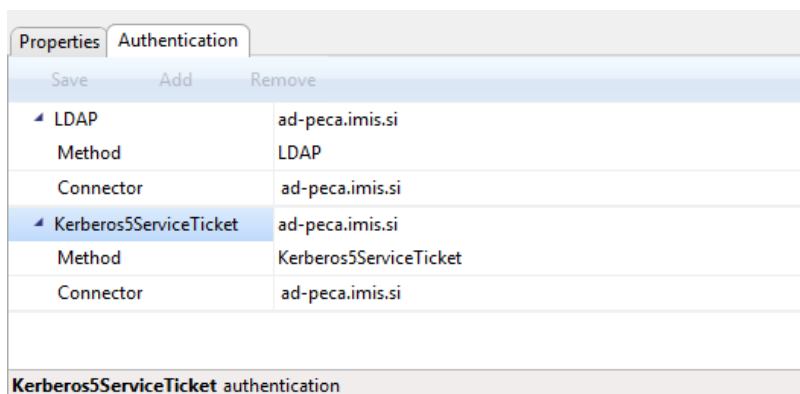 Properties Authentication
Save Add Remove
LDAP ad-peca.imis.si
Method LDAP
Connector ad-peca.imis.si
Kerberos5ServiceTicket ad-peca.imis.si
Method Kerberos5ServiceTicket
Connector ad-peca.imis.si
Kerberos5ServiceTicket authentication